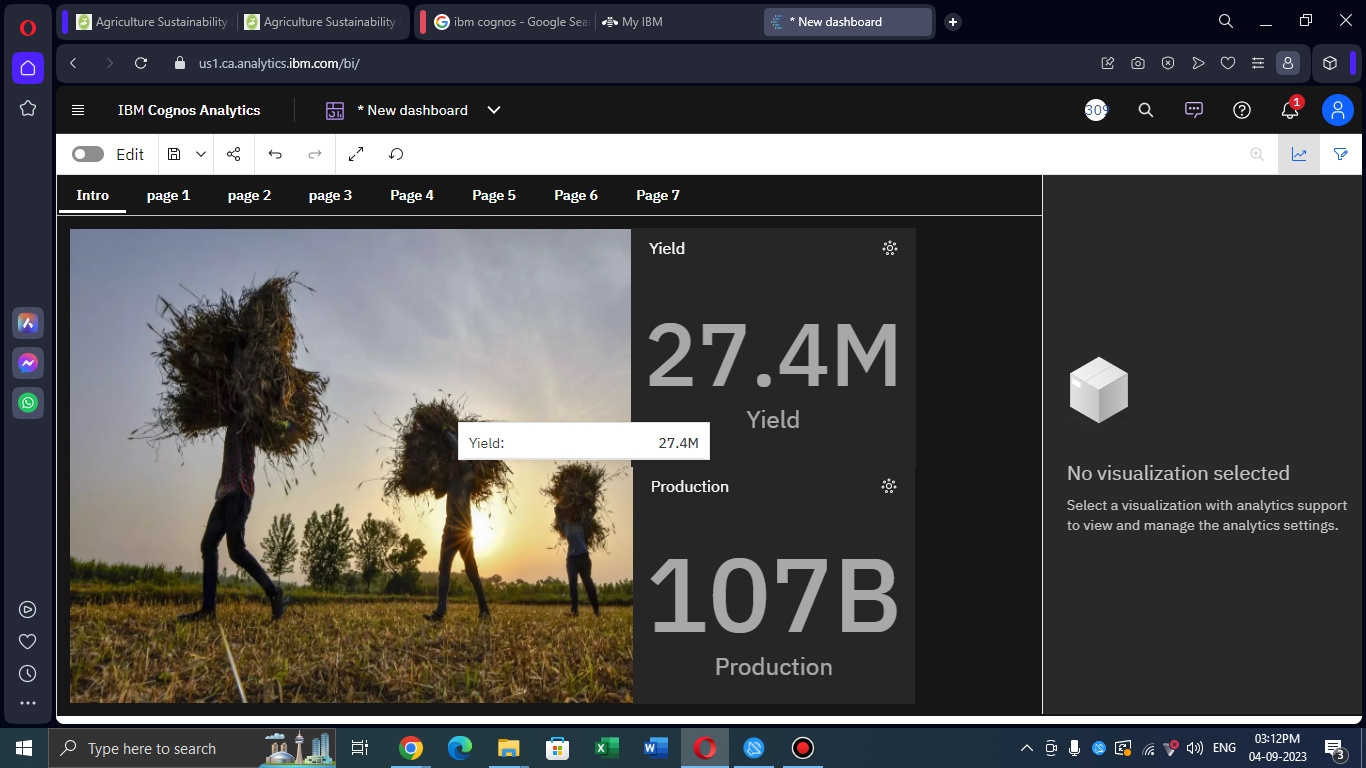 Agriculture Sustainability
Agriculture Sustainability
ibm cognos - Google Sea
My IBM
* New dashboard
us1.ca.analytics.ibm.com/bi/
IBM Cognos Analytics
* New dashboard
309
1
Edit
Intro
page 1
page 2
page 3
Page 4
Page 5
Page 6
Page 7
Yield
27.4M
Yield
Yield: 27.4M
Production
107B
Production
No visualization selected
Select a visualization with analytics support
to view and manage the analytics settings.
Type here to search
ENG
03:12PM
04-09-2023
3